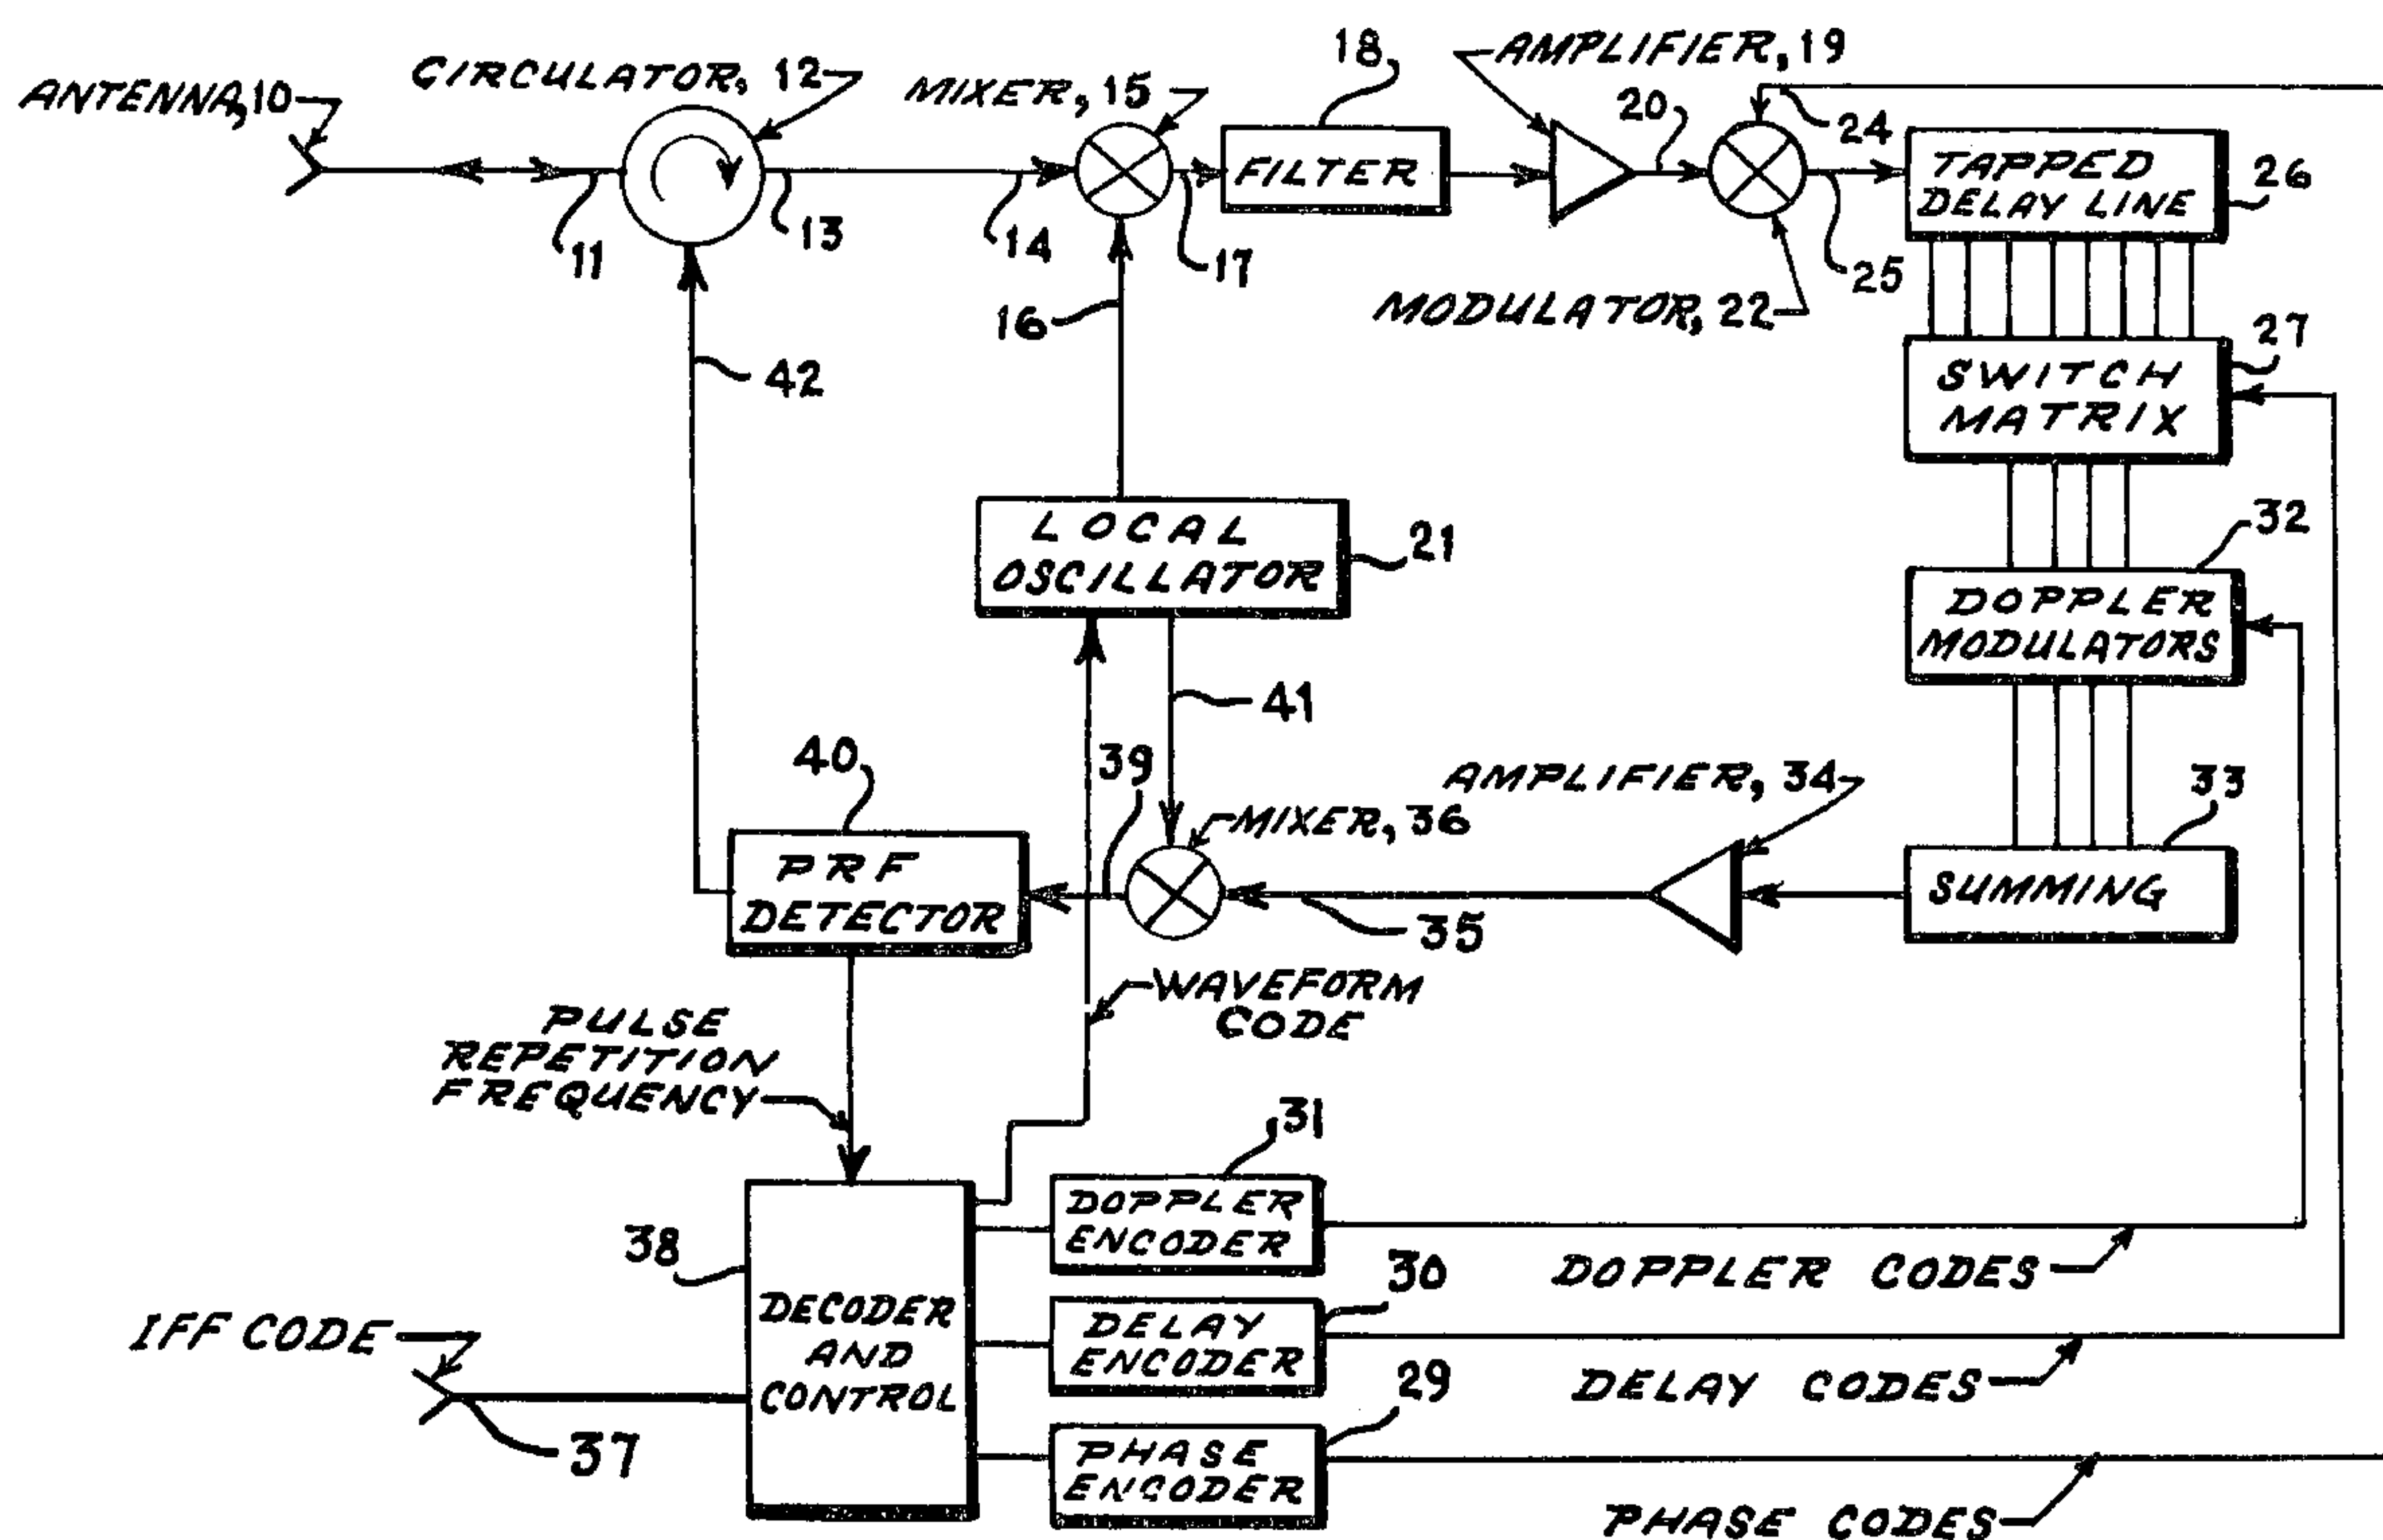 ANTENNA, 10
CIRCULATOR, 12
MIXER, 15
18
AMPLIFIER, 19
20
24
11
13
14
17
FILTER
25
TAPPED
DELAY LINE
26
MODULATOR, 22
16
42
27
SWITCH
MATRIX
LOCAL
OSCILLATOR
21
32
DOPPLER
MODULATORS
41
40
39
MIXER, 36
AMPLIFIER, 34
33
PRF
DETECTOR
35
SUMMING
WAVEFORM
CODE
PULSE
REPETITION
FREQUENCY
31
38
DOPPLER
ENCODER
DOPPLER CODES
30
IFF CODE
DECODER
AND
CONTROL
DELAY
ENCODER
DELAY CODES
29
37
PHASE
ENCODER
PHASE CODES